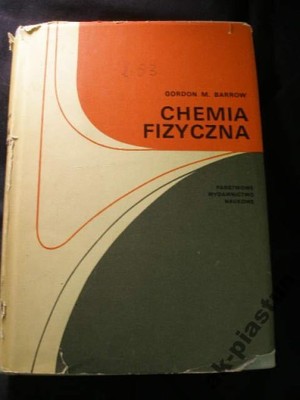 GORDON M. BARROW
CHEMIA
FIZYCZNA
PAŃSTWOWE
WYDAWNICTWO
NAUKOWE